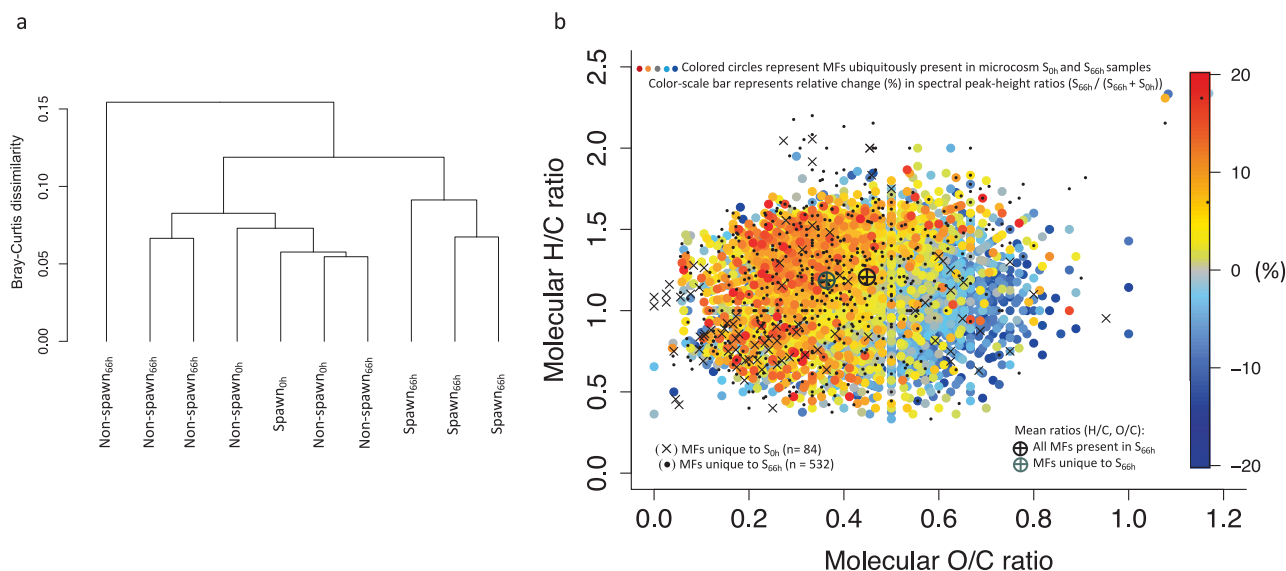 a
Bray-Curtis dissimilarity
0.15
0.10
0.05
0.00
Non-spawn66h
Non-spawn66h
Non-spawn66h
Non-spawn0h
Spawn0h
Non-spawn0h
Non-spawn66h
Spawn66h
Spawn66h
Spawn66h
b
Molecular H/C ratio
2.5
2.0
1.5
1.0
0.5
0.0
Colored circles represent MFs ubiquitously present in microcosm S0h and S66h samples
Color-scale bar represents relative change (%) in spectral peak-height ratios (S66h / (S66h + S0h))
(×) MFs unique to S0h (n= 84)
(•) MFs unique to S66h (n = 532)
Mean ratios (H/C, O/C):
⊕ All MFs present in S66h
⊕ MFs unique to S66h
20
10
0
−10
−20
(%)
0.0 0.2 0.4 0.6 0.8 1.0 1.2
Molecular O/C ratio